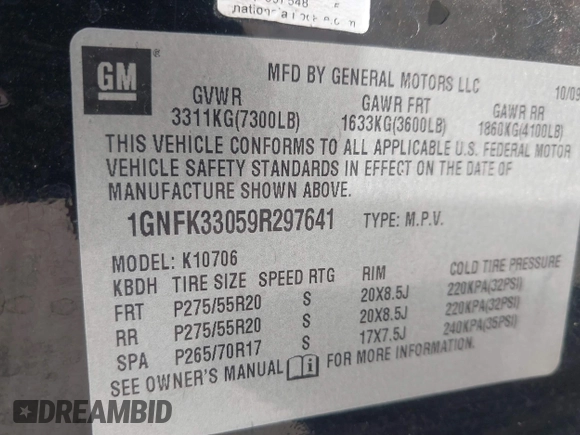 GM
MFD BY GENERAL MOTORS LLC 10/09
GVWR GAWR FRT GAWR RR
3311KG(7300LB) 1633KG(3600LB) 1860KG(4100LB)
THIS VEHICLE CONFORMS TO ALL APPLICABLE U.S. FEDERAL MOTOR
VEHICLE SAFETY STANDARDS IN EFFECT ON THE DATE OF
MANUFACTURE SHOWN ABOVE.
1GNFK33059R297641 TYPE: M.P.V.
MODEL: K10706
KBDH TIRE SIZE SPEED RTG RIM COLD TIRE PRESSURE
FRT P275/55R20 S 20X8.5J 220KPA(32PSI)
RR P275/55R20 S 20X8.5J 220KPA(32PSI)
SPA P265/70R17 S 17X7.5J 240KPA(35PSI)
SEE OWNER'S MANUAL FOR MORE INFORMATION.
DREAMBID